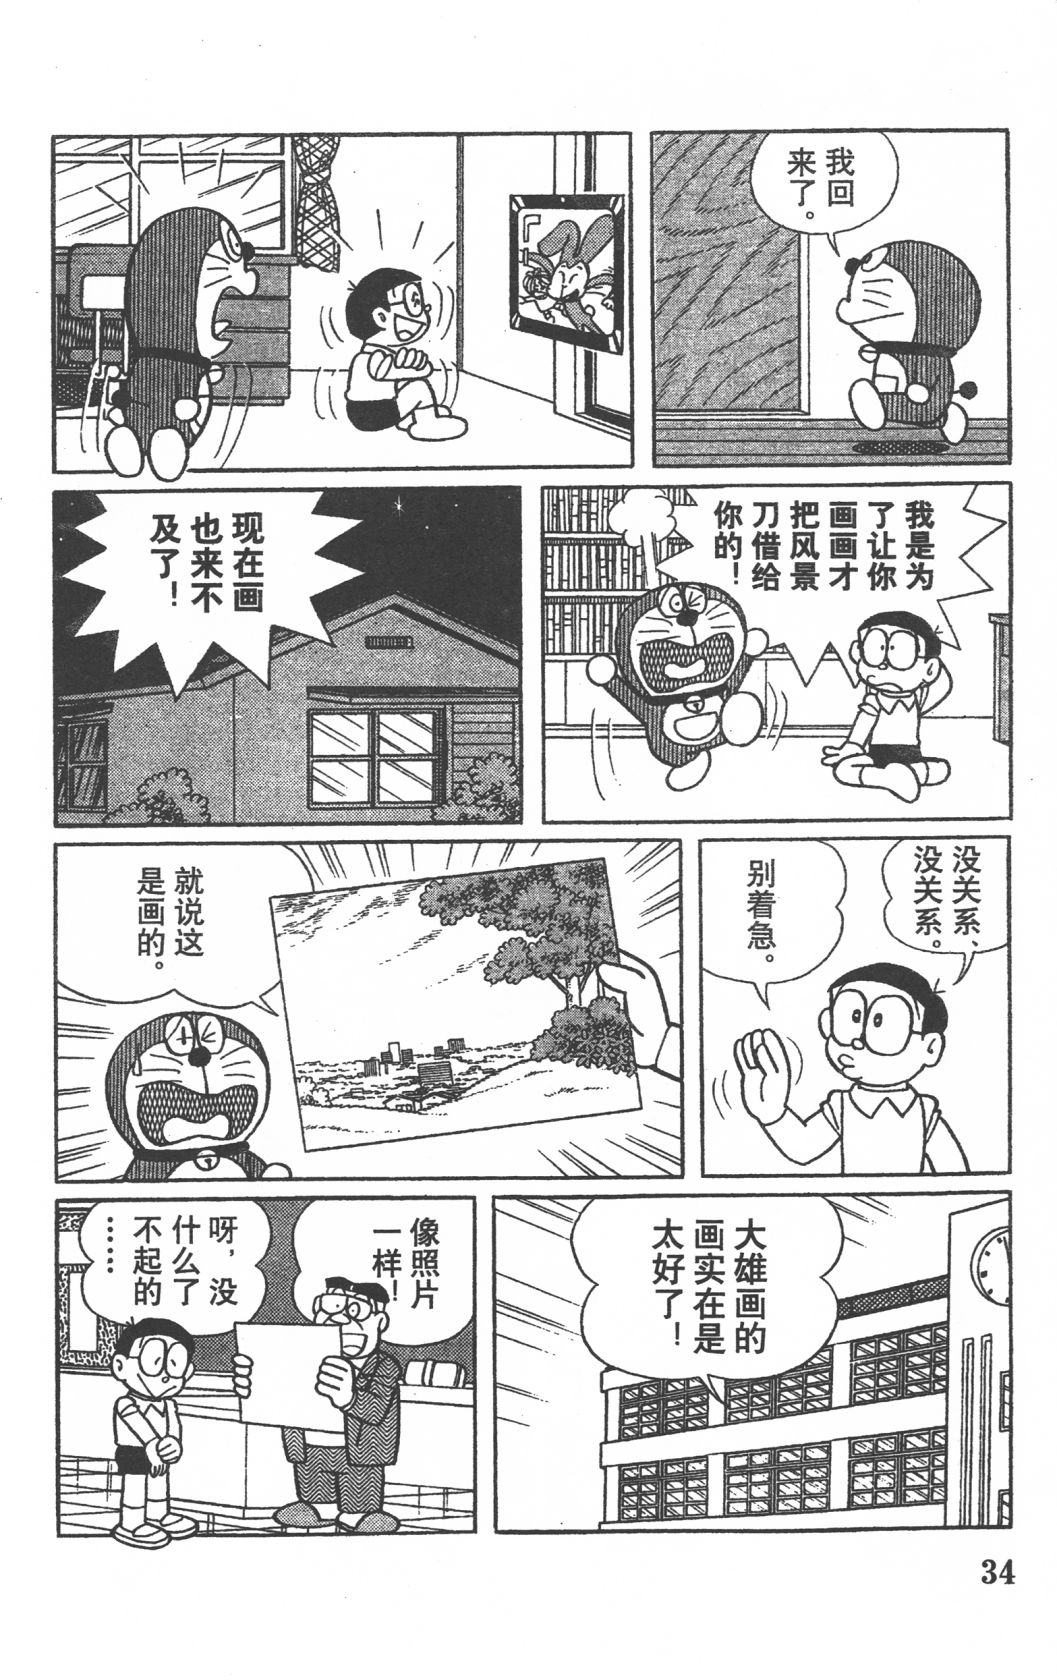 我回
来了。
我是为
了让你
画画才
把风景
刀借给
你的！
现在画
也来不
及了！
没关系、
没关系。
别着急。
就说这
是画的。
大雄画的
画实在是
太好了！
像照片
一样！
呀，没
什么了
不起的
……
34